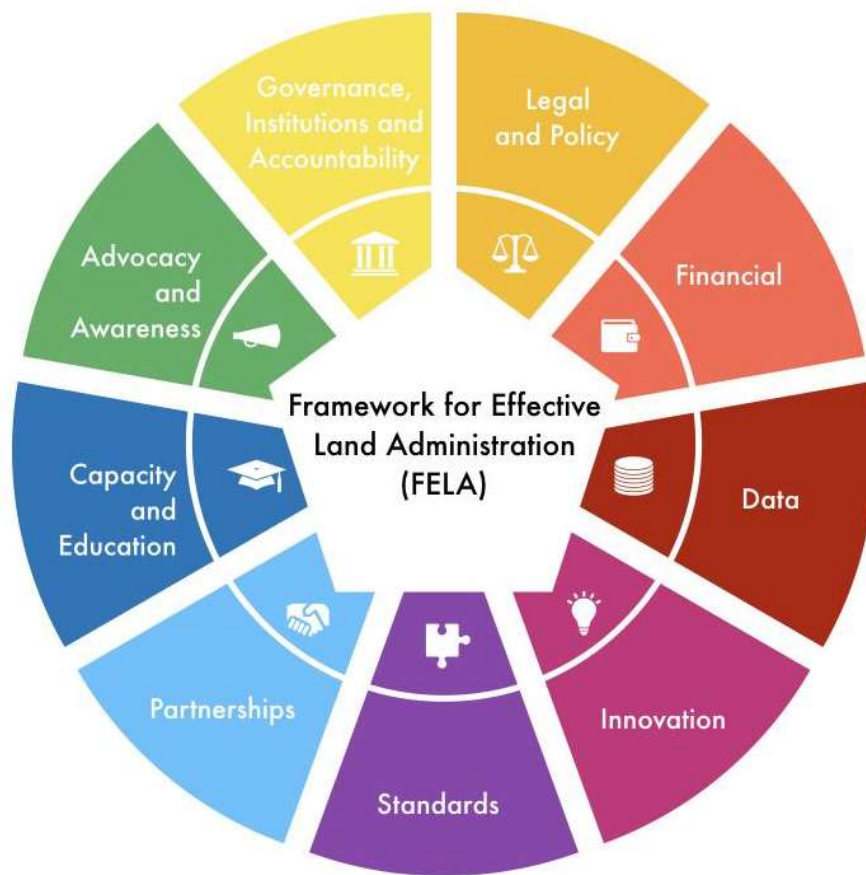 Governance,
Institutions and
Accountability
Legal
and Policy
Financial
Data
Innovation
Standards
Partnerships
Capacity
and
Education
Advocacy
and
Awareness
Framework for Effective
Land Administration
(FELA)